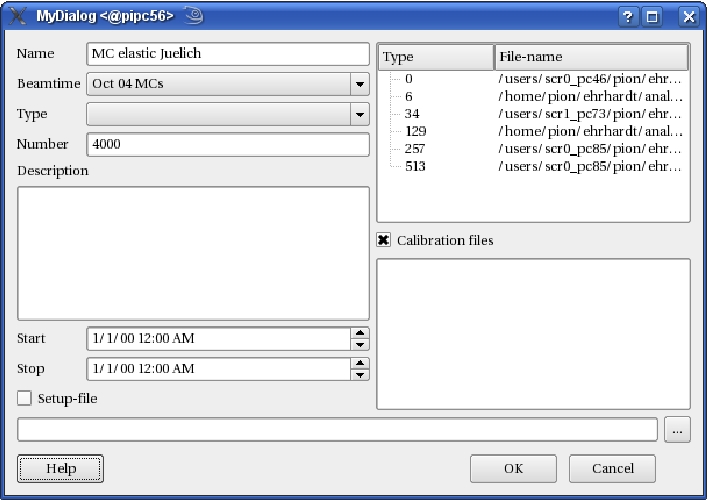 MyDialog <@pipc56>
Name MC elastic Juelich
Beamtime Oct 04 MCs
Type
Number 4000
Description
Start 1/1/00 12:00 AM
Stop 1/1/00 12:00 AM
Setup-file
Type File-name
0 /users/scr0_pc46/pion/ehr...
6 /home/pion/ehrhardt/anal...
34 /users/scr1_pc73/pion/ehr...
129 /home/pion/ehrhardt/anal...
257 /users/scr0_pc85/pion/ehr...
513 /users/scr0_pc85/pion/ehr...
Calibration files
...
Help OK Cancel